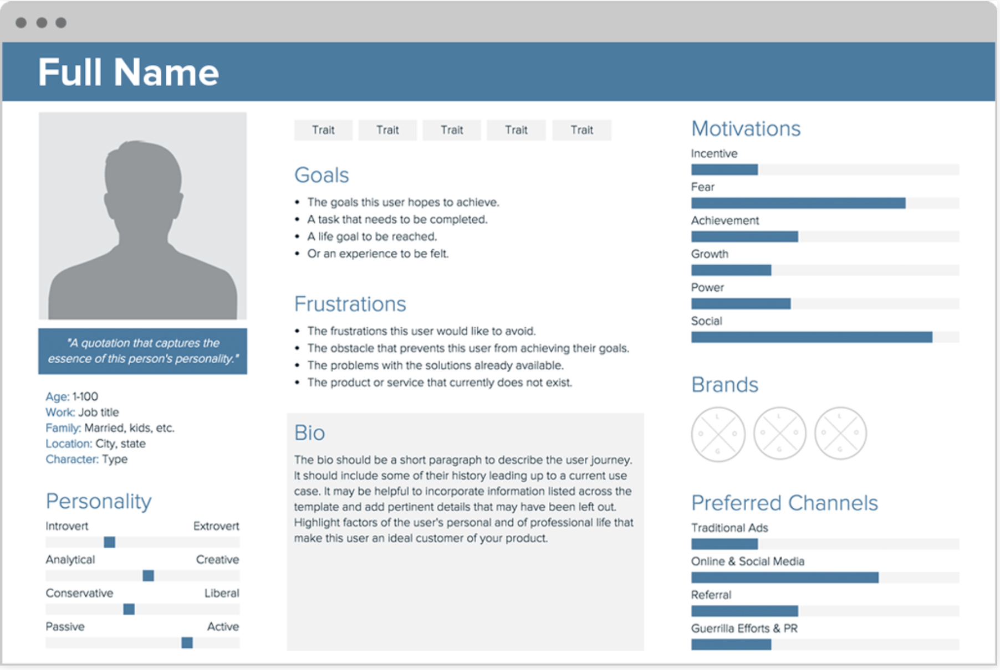 Full Name
"A quotation that captures the
essence of this person's personality."
Age: 1-100
Work: Job title
Family: Married, kids, etc.
Location: City, state
Character: Type
Personality
Introvert Extrovert
Analytical Creative
Conservative Liberal
Passive Active
Trait Trait Trait Trait Trait
Goals
• The goals this user hopes to achieve.
• A task that needs to be completed.
• A life goal to be reached.
• Or an experience to be felt.
Frustrations
• The frustrations this user would like to avoid.
• The obstacle that prevents this user from achieving their goals.
• The problems with the solutions already available.
• The product or service that currently does not exist.
Bio
The bio should be a short paragraph to describe the user journey.
It should include some of their history leading up to a current use
case. It may be helpful to incorporate information listed across the
template and add pertinent details that may have been left out.
Highlight factors of the user's personal and of professional life that
make this user an ideal customer of your product.
Motivations
Incentive
Fear
Achievement
Growth
Power
Social
Brands
L O G O L O G O L O G O
Preferred Channels
Traditional Ads
Online & Social Media
Referral
Guerrilla Efforts & PR